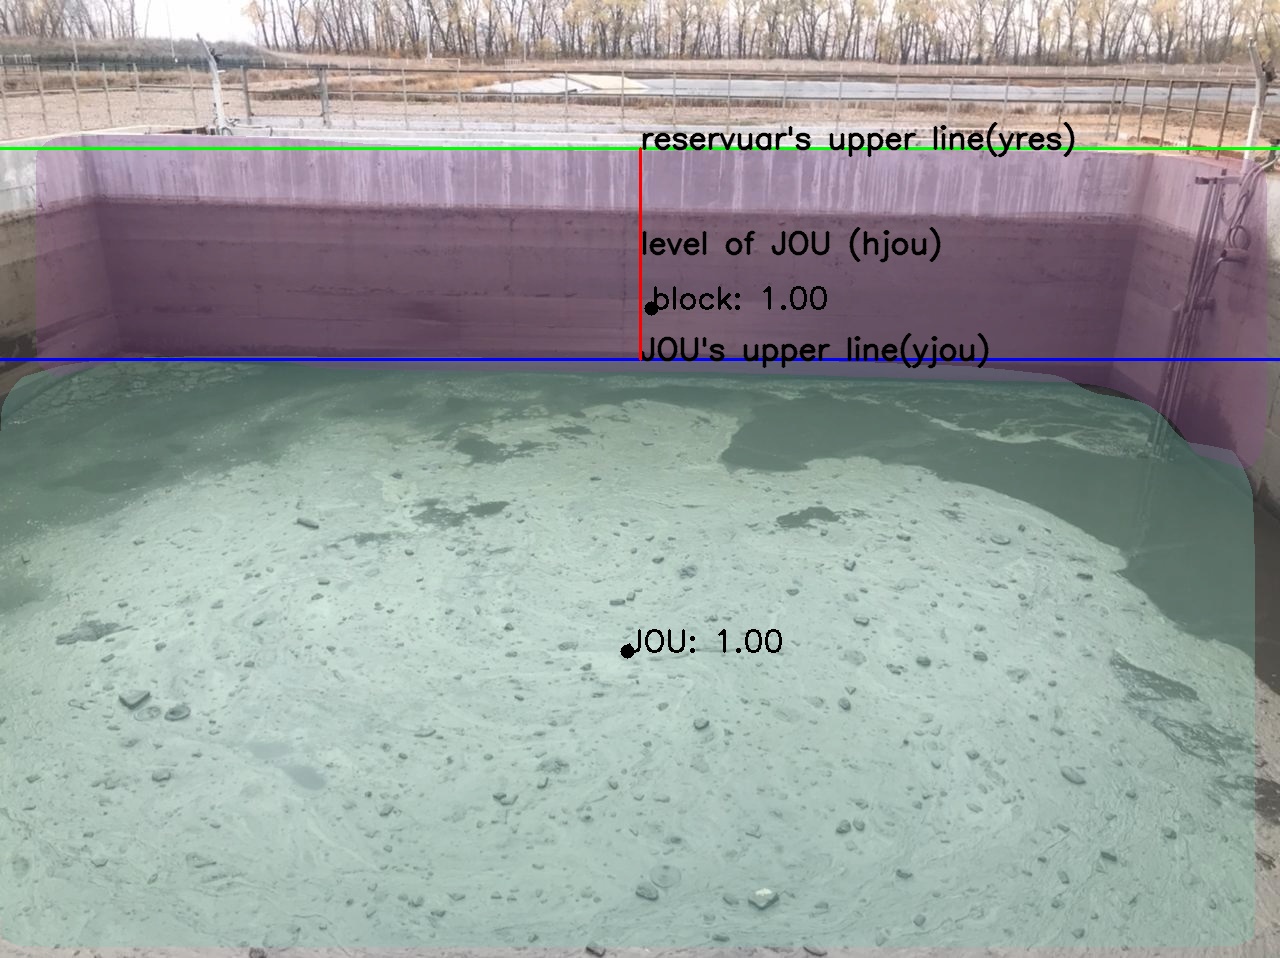 reservuar's upper line(yres)
level of JOU (hjou)
block: 1.00
JOU's upper line(yjou)
JOU: 1.00